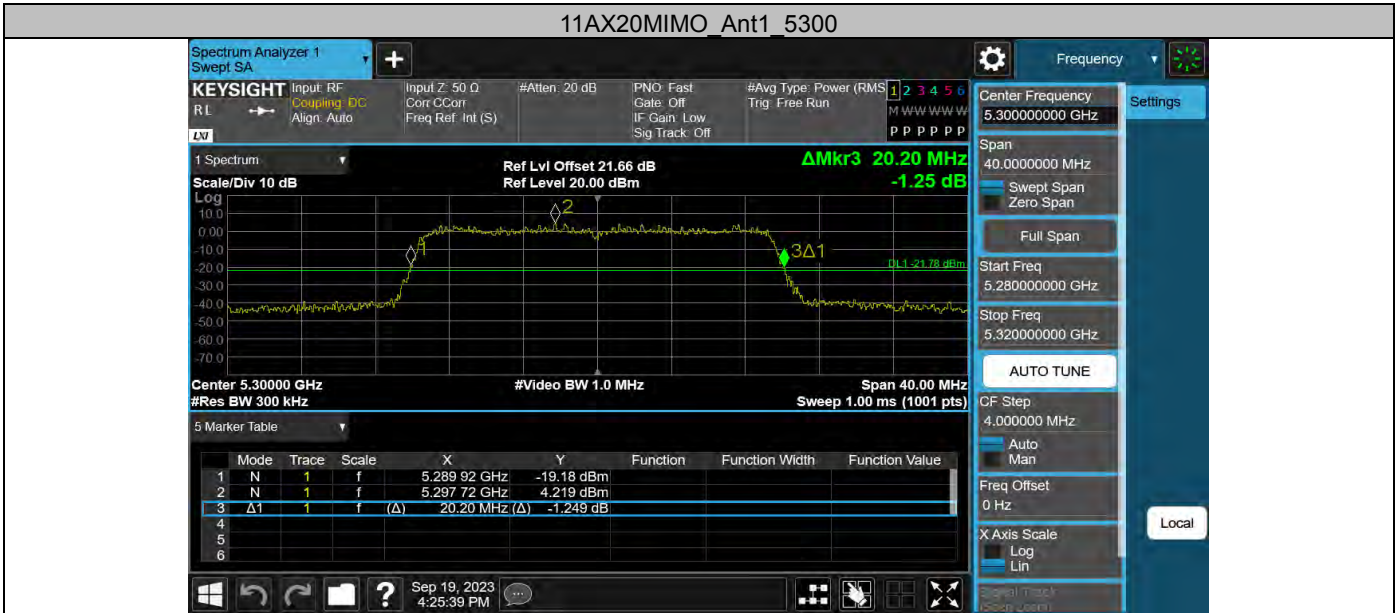 11AX20MIMO_Ant1_5300
Spectrum Analyzer 1
Swept SA
+
Frequency
KEYSIGHT
RL
LXI
Input: RF
Coupling: DC
Align: Auto
Input Z: 50 Ω
Corr CCorr
Freq Ref: Int (S)
#Atten: 20 dB
PNO: Fast
Gate: Off
IF Gain: Low
Sig Track: Off
#Avg Type: Power (RMS
Trig: Free Run
1 2 3 4 5 6
M W W W W W
P P P P P P
1 Spectrum
Scale/Div 10 dB
Ref Lvl Offset 21.66 dB
Ref Level 20.00 dBm
ΔMkr3 20.20 MHz
-1.25 dB
Log
10.0
0.00
-10.0
-20.0
-30.0
-40.0
-50.0
-60.0
-70.0
1
2
3Δ1
DL1 -21.78 dBm
Center 5.30000 GHz
#Res BW 300 kHz
#Video BW 1.0 MHz
Span 40.00 MHz
Sweep 1.00 ms (1001 pts)
5 Marker Table
Mode Trace Scale X Y Function Function Width Function Value
1 N 1 f 5.289 92 GHz -19.18 dBm
2 N 1 f 5.297 72 GHz 4.219 dBm
3 Δ1 1 f (Δ) 20.20 MHz (Δ) -1.249 dB
4
5
6
?
Sep 19, 2023
4:25:39 PM
Center Frequency
5.300000000 GHz
Settings
Span
40.0000000 MHz
Swept Span
Zero Span
Full Span
Start Freq
5.280000000 GHz
Stop Freq
5.320000000 GHz
AUTO TUNE
CF Step
4.000000 MHz
Auto
Man
Freq Offset
0 Hz
X Axis Scale
Log
Lin
Signal Track
(Span Zoom)
Local